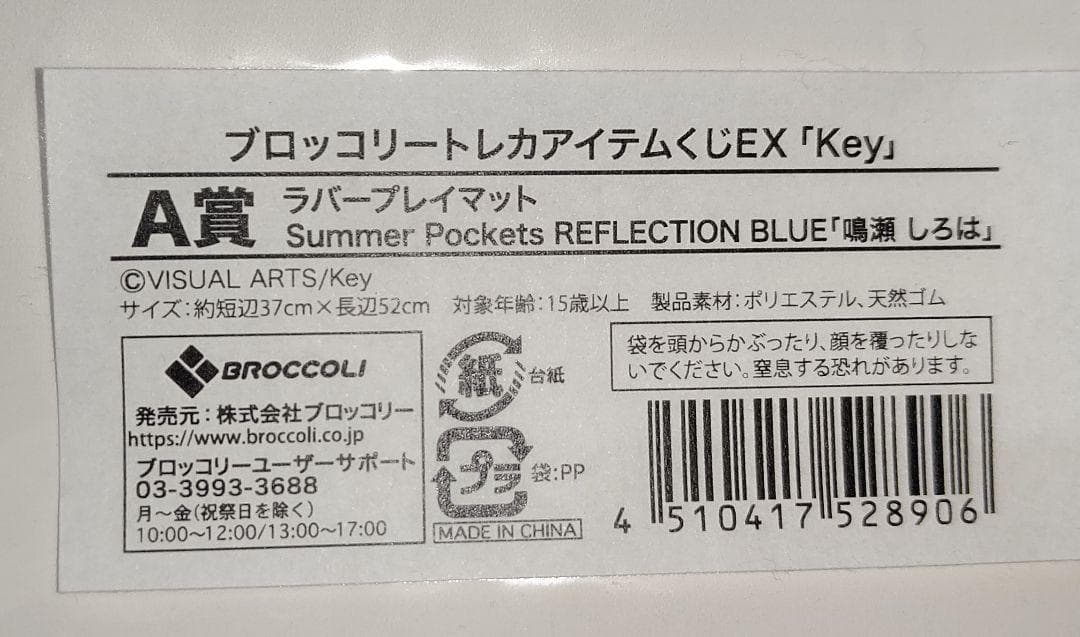 ブロッコリートレカアイテムくじEX「Key」
A賞
ラバープレイマット
Summer Pockets REFLECTION BLUE「鳴瀬 しろは」
©VISUAL ARTS/Key
サイズ:約短辺37cm×長辺52cm 対象年齢:15歳以上 製品素材:ポリエステル、天然ゴム
BROCCOLI
発売元:株式会社ブロッコリー
https://www.broccoli.co.jp
ブロッコリーユーザーサポート
03-3993-3688
月〜金(祝祭日を除く)
10:00〜12:00/13:00〜17:00
紙
台紙
プラ
袋:PP
MADE IN CHINA
袋を頭からかぶったり、顔を覆ったりしな
いでください。窒息する恐れがあります。
4 510417 528906